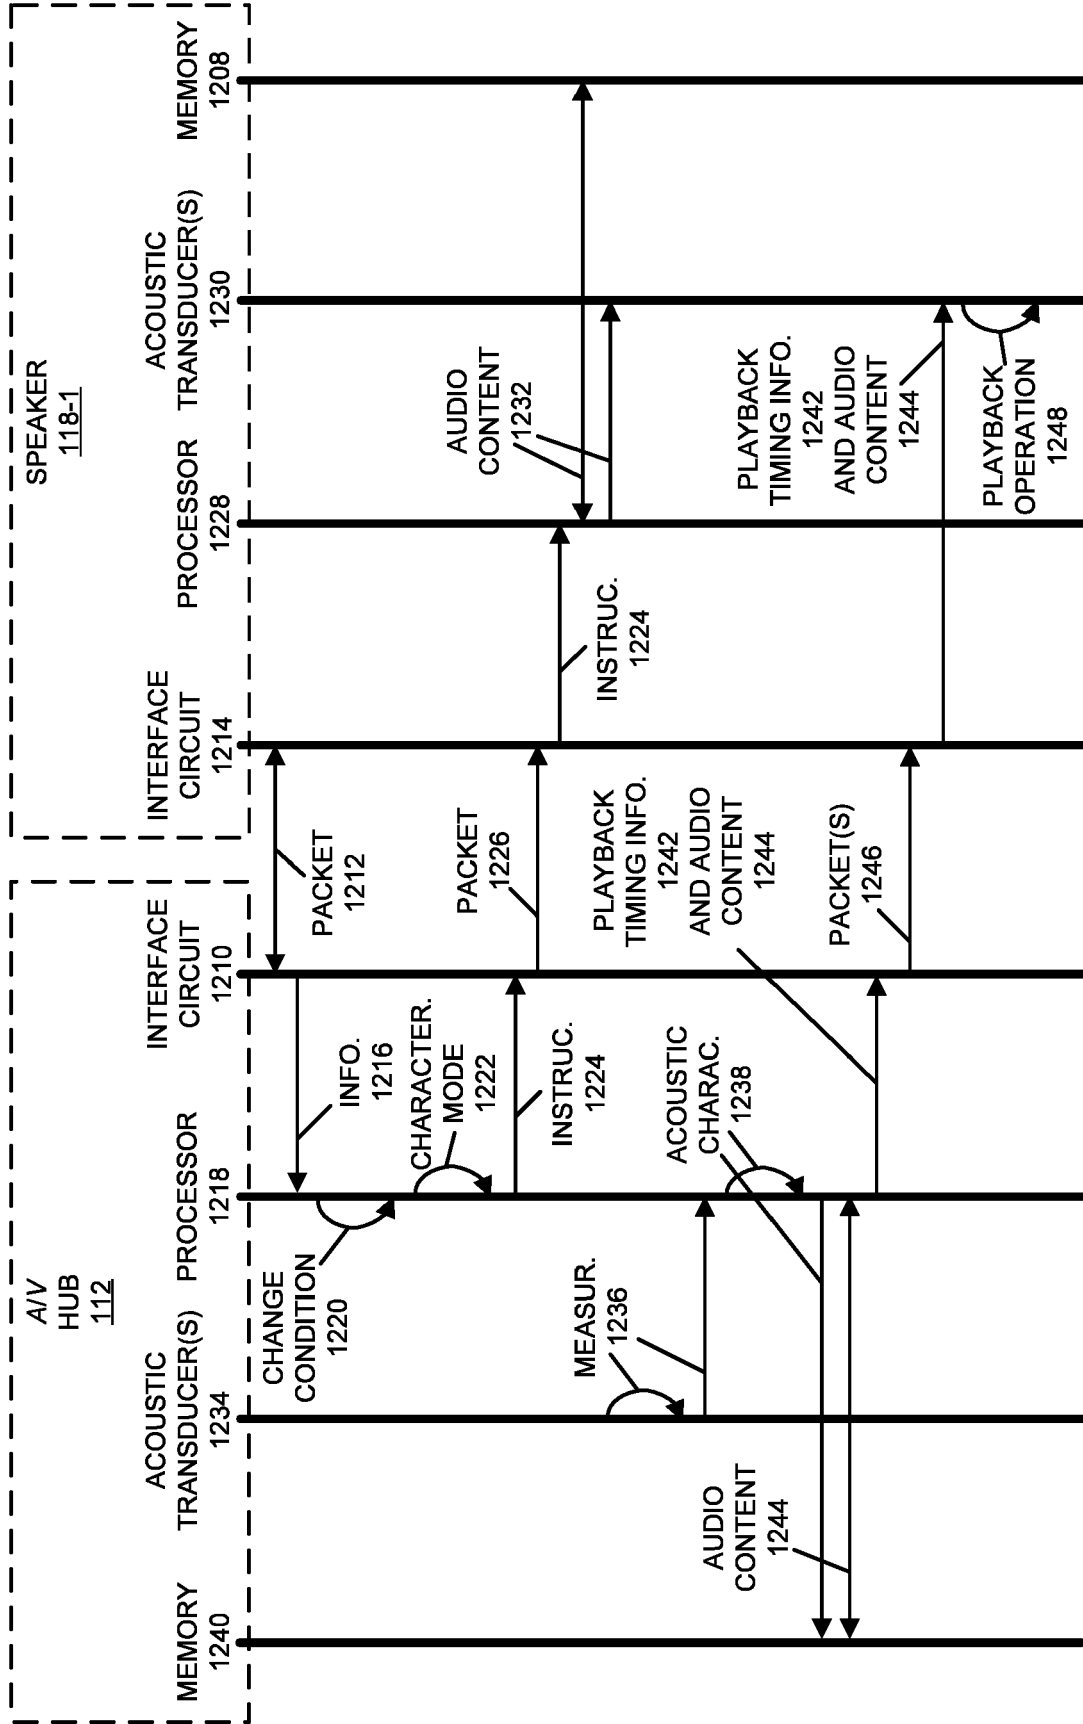 A/V
HUB
112
SPEAKER
118-1
MEMORY
1240
ACOUSTIC
TRANSDUCER(S)
1234
PROCESSOR
1218
INTERFACE
CIRCUIT
1210
INTERFACE
CIRCUIT
1214
PROCESSOR
1228
ACOUSTIC
TRANSDUCER(S)
1230
MEMORY
1208
PACKET
1212
INFO.
1216
CHANGE
CONDITION
1220
CHARACTER.
MODE
1222
INSTRUC.
1224
PACKET
1226
INSTRUC.
1224
AUDIO
CONTENT
1232
MEASUR.
1236
ACOUSTIC
CHARAC.
1238
AUDIO
CONTENT
1244
PLAYBACK
TIMING INFO.
1242
AND AUDIO
CONTENT
1244
PACKET(S)
1246
PLAYBACK
TIMING INFO.
1242
AND AUDIO
CONTENT
1244
PLAYBACK
OPERATION
1248